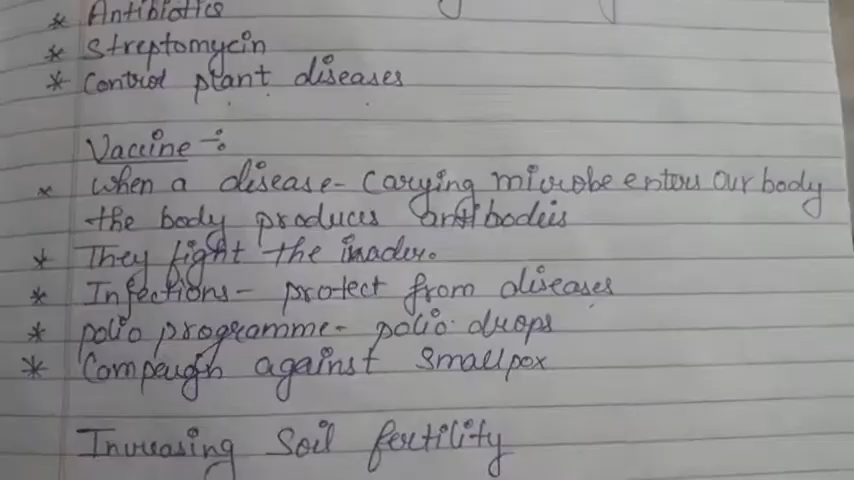 * Antibiotics
* Streptomycin
* Control plant diseases
Vaccine ÷
* When a disease- Carying microbe enters our body
the body produces antibodies
* They fight the inader.
* Infections- protect from diseases
* polio programme- polio drops
* Compaugh against Smallpox
Increasing Soil fertility